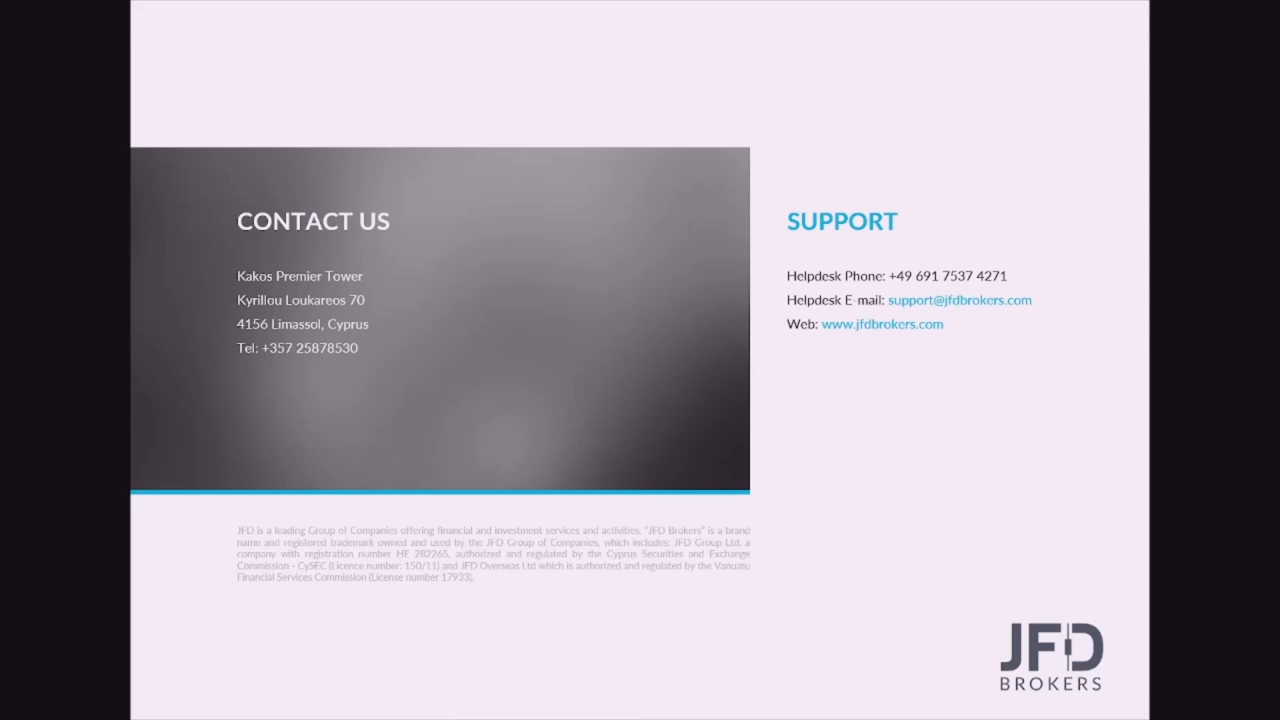 CONTACT US
Kakos Premier Tower
Kyrillou Loukareos 70
4156 Limassol, Cyprus
Tel: +357 25878530
SUPPORT
Helpdesk Phone: +49 691 7537 4271
Helpdesk E-mail: support@jfdbrokers.com
Web: www.jfdbrokers.com
JFD is a leading Group of Companies offering financial and investment services and activities. "JFD Brokers" is a brand
name and registered trademark owned and used by the JFD Group of Companies, which includes: JFD Group Ltd, a
company with registration number HE 282265, authorized and regulated by the Cyprus Securities and Exchange
Commission - CySEC (Licence number: 150/11) and JFD Overseas Ltd which is authorized and regulated by the Vanuatu
Financial Services Commission (License number 17933).
JFD
BROKERS